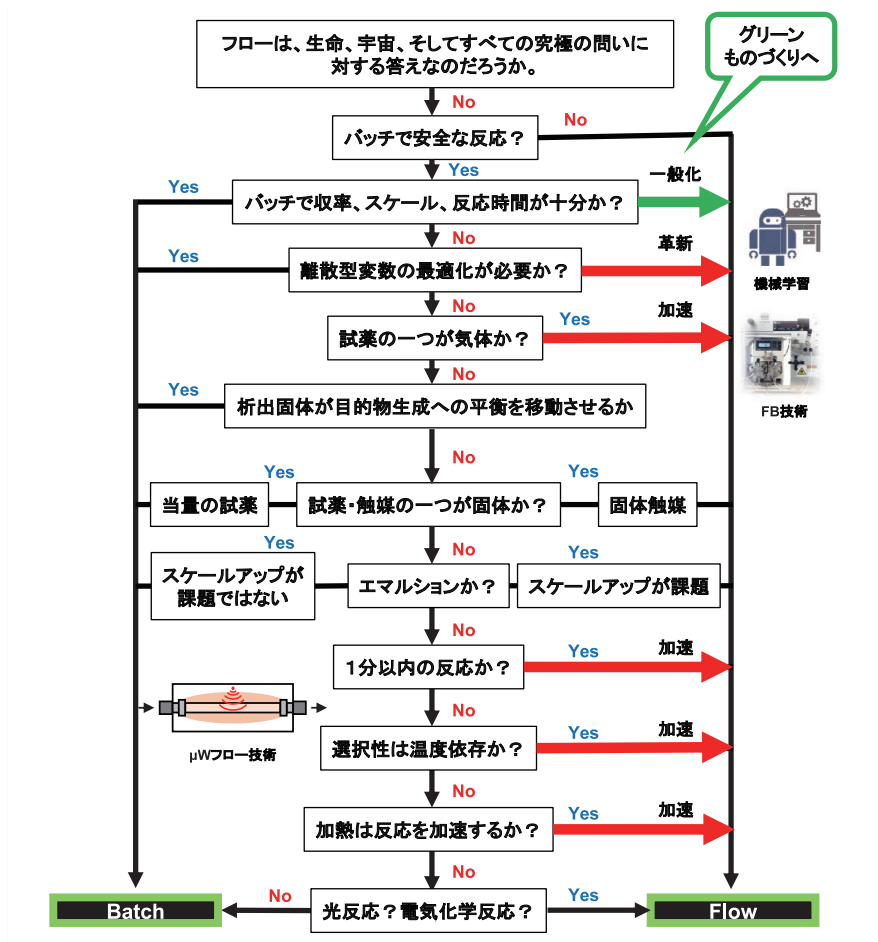 フローは、生命、宇宙、そしてすべての究極の問いに
対する答えなのだろうか。
グリーン
ものづくりへ
No
No
バッチで安全な反応？
Yes
一般化
Yes
バッチで収率、スケール、反応時間が十分か？
No
革新
Yes
離散型変数の最適化が必要か？
機械学習
No
Yes
加速
試薬の一つが気体か？
No
Yes
析出固体が目的物生成への平衡を移動させるか
FB技術
No
Yes
Yes
当量の試薬
試薬・触媒の一つが固体か？
固体触媒
Yes
No
Yes
スケールアップが
課題ではない
エマルションか？
スケールアップが課題
No
Yes
加速
１分以内の反応か？
No
Yes
加速
選択性は温度依存か？
μWフロー技術
No
Yes
加速
加熱は反応を加速するか？
No
No
Yes
Batch
光反応？電気化学反応？
Flow